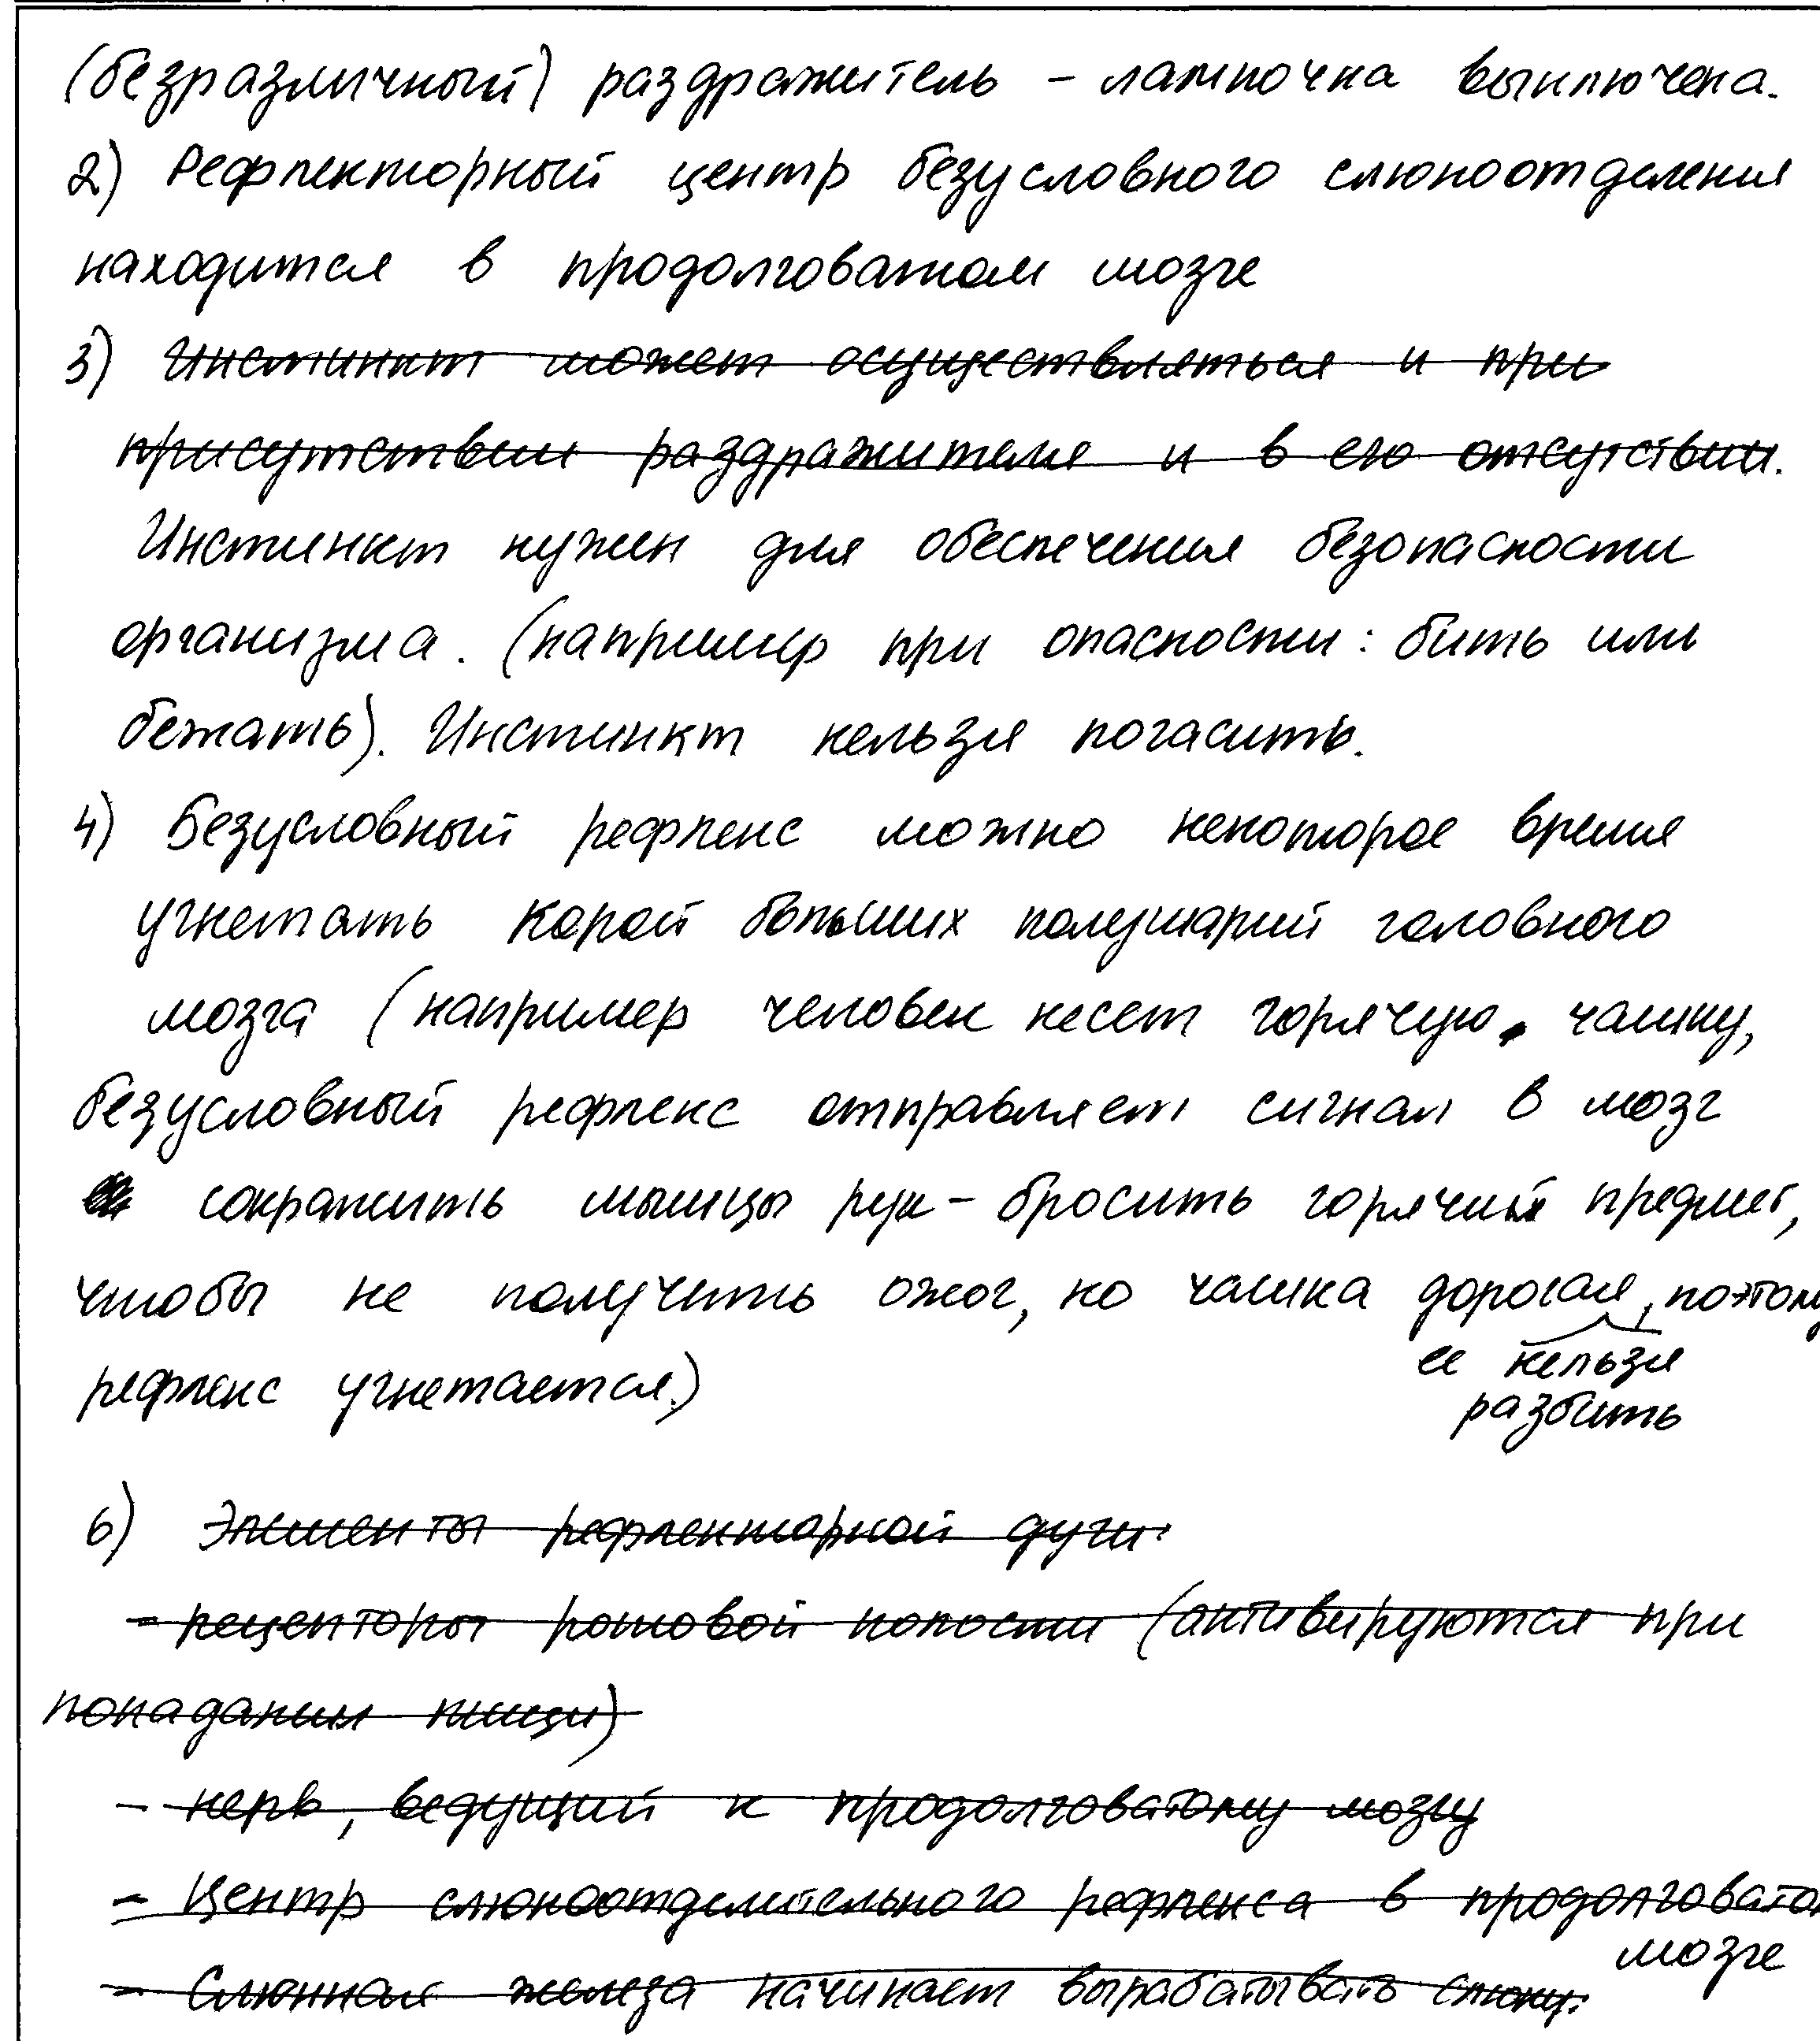 (безразличный) раздражитель - лампочка выключена.
2) Рефлекторный центр безусловного слюноотделения
находится в продолговатом мозге
3) Инстинкт может осуществляться и при
присутствии раздражителя и в его отсутствии.
Инстинкт нужен для обеспечения безопасности
организма. (например при опасности: бить или
бежать). Инстинкт нельзя погасить.
4) Безусловный рефлекс можно некоторое время
угнетать корой больших полушарий головного
мозга (например человек несет горячую чашку,
безусловный рефлекс отправляет сигнал в мозг
сократить мышцы рук - бросить горячий предмет,
чтобы не получить ожог, но чашка дорогая, поэтому
ее нельзя
рефлекс угнетается.)
разбить
6) Элементы рефлекторной дуги:
- рецепторы ротовой полости (активируются при
попадании пищи)
- нерв, ведущий к продолговатому мозгу
- Центр слюноотделительного рефлекса в продолговатом
мозге
- Слюнная железа начинает вырабатывать слюну.